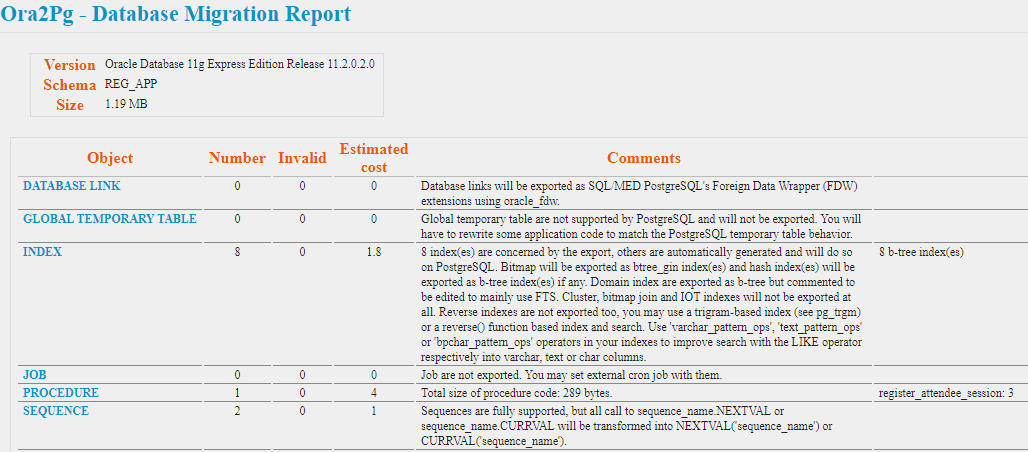 Ora2Pg - Database Migration Report
Version Oracle Database 11g Express Edition Release 11.2.0.2.0
Schema REG_APP
Size 1.19 MB
Object Number Invalid Estimated cost Comments
DATABASE LINK 0 0 0 Database links will be exported as SQL/MED PostgreSQL's Foreign Data Wrapper (FDW)
extensions using oracle_fdw.
GLOBAL TEMPORARY TABLE 0 0 0 Global temporary table are not supported by PostgreSQL and will not be exported. You will
have to rewrite some application code to match the PostgreSQL temporary table behavior.
INDEX 8 0 1.8 8 index(es) are concerned by the export, others are automatically generated and will do so 8 b-tree index(es)
on PostgreSQL. Bitmap will be exported as btree_gin index(es) and hash index(es) will be
exported as b-tree index(es) if any. Domain index are exported as b-tree but commented to
be edited to mainly use FTS. Cluster, bitmap join and IOT indexes will not be exported at
all. Reverse indexes are not exported too, you may use a trigram-based index (see pg_trgm)
or a reverse() function based index and search. Use 'varchar_pattern_ops', 'text_pattern_ops'
or 'bpchar_pattern_ops' operators in your indexes to improve search with the LIKE operator
respectively into varchar, text or char columns.
JOB 0 0 0 Job are not exported. You may set external cron job with them.
PROCEDURE 1 0 4 Total size of procedure code: 289 bytes. register_attendee_session: 3
SEQUENCE 2 0 1 Sequences are fully supported, but all call to sequence_name.NEXTVAL or
sequence_name.CURRVAL will be transformed into NEXTVAL('sequence_name') or
CURRVAL('sequence_name').